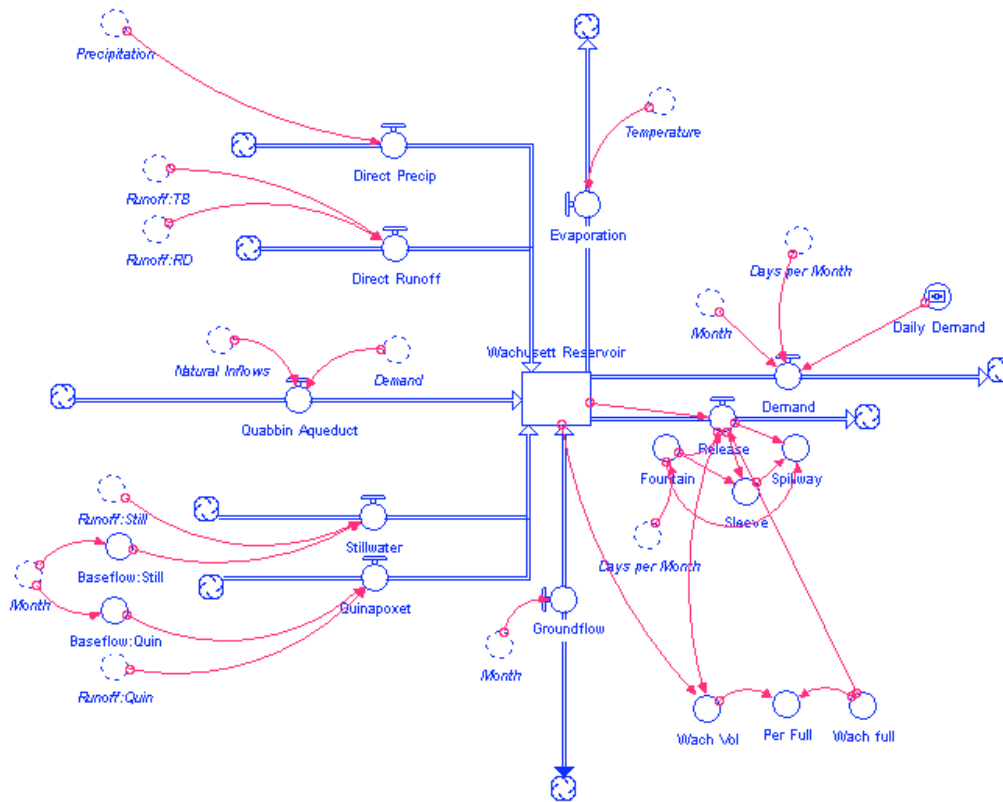 Precipitation
Temperature
Direct Precip
Runoff:TB
Evaporation
Runoff:RD
Direct Runoff
Days per Month
Month
Daily Demand
Wachusett Reservoir
Natural Inflows
Demand
Demand
Quabbin Aqueduct
Release
Fountain
Spillway
Sleeve
Runoff:Still
Stillwater
Days per Month
Baseflow:Still
Month
Quinapoxet
Groundflow
Baseflow:Quin
Month
Runoff:Quin
Wach Vol
Per Full
Wach full